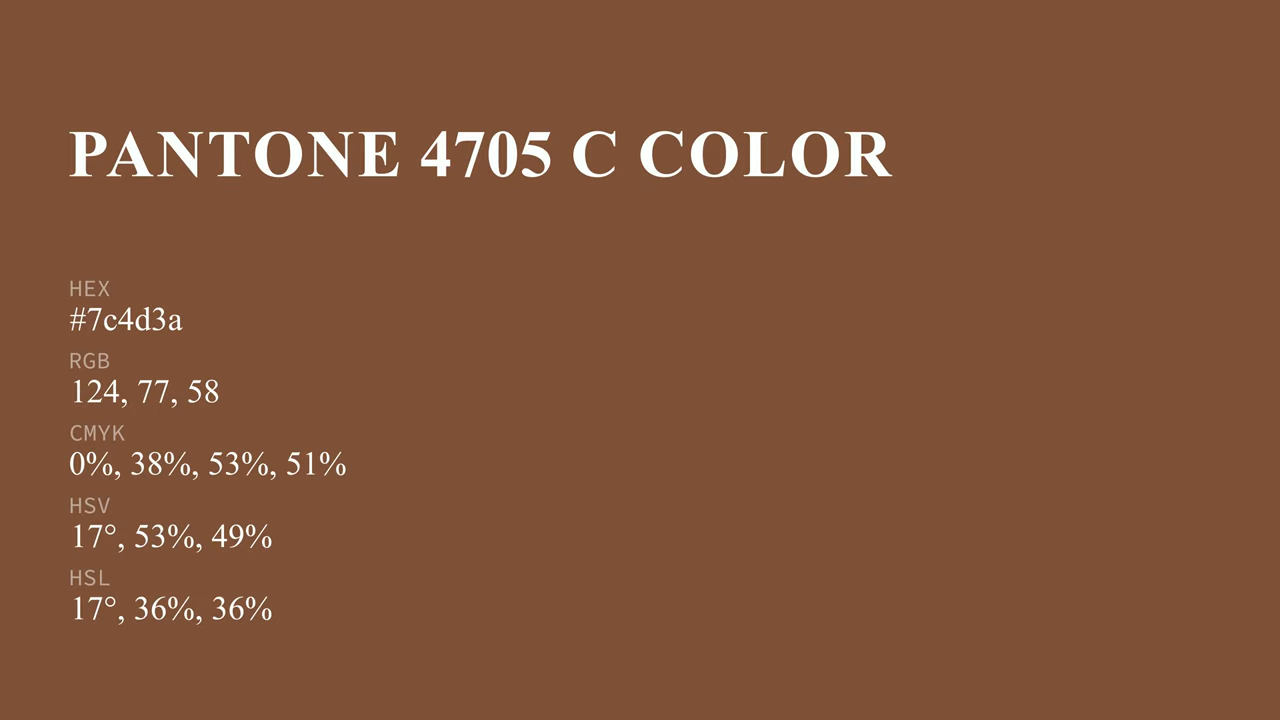 PANTONE 4705 C COLOR
HEX
#7c4d3a
RGB
124, 77, 58
CMYK
0%, 38%, 53%, 51%
HSV
17°, 53%, 49%
HSL
17°, 36%, 36%